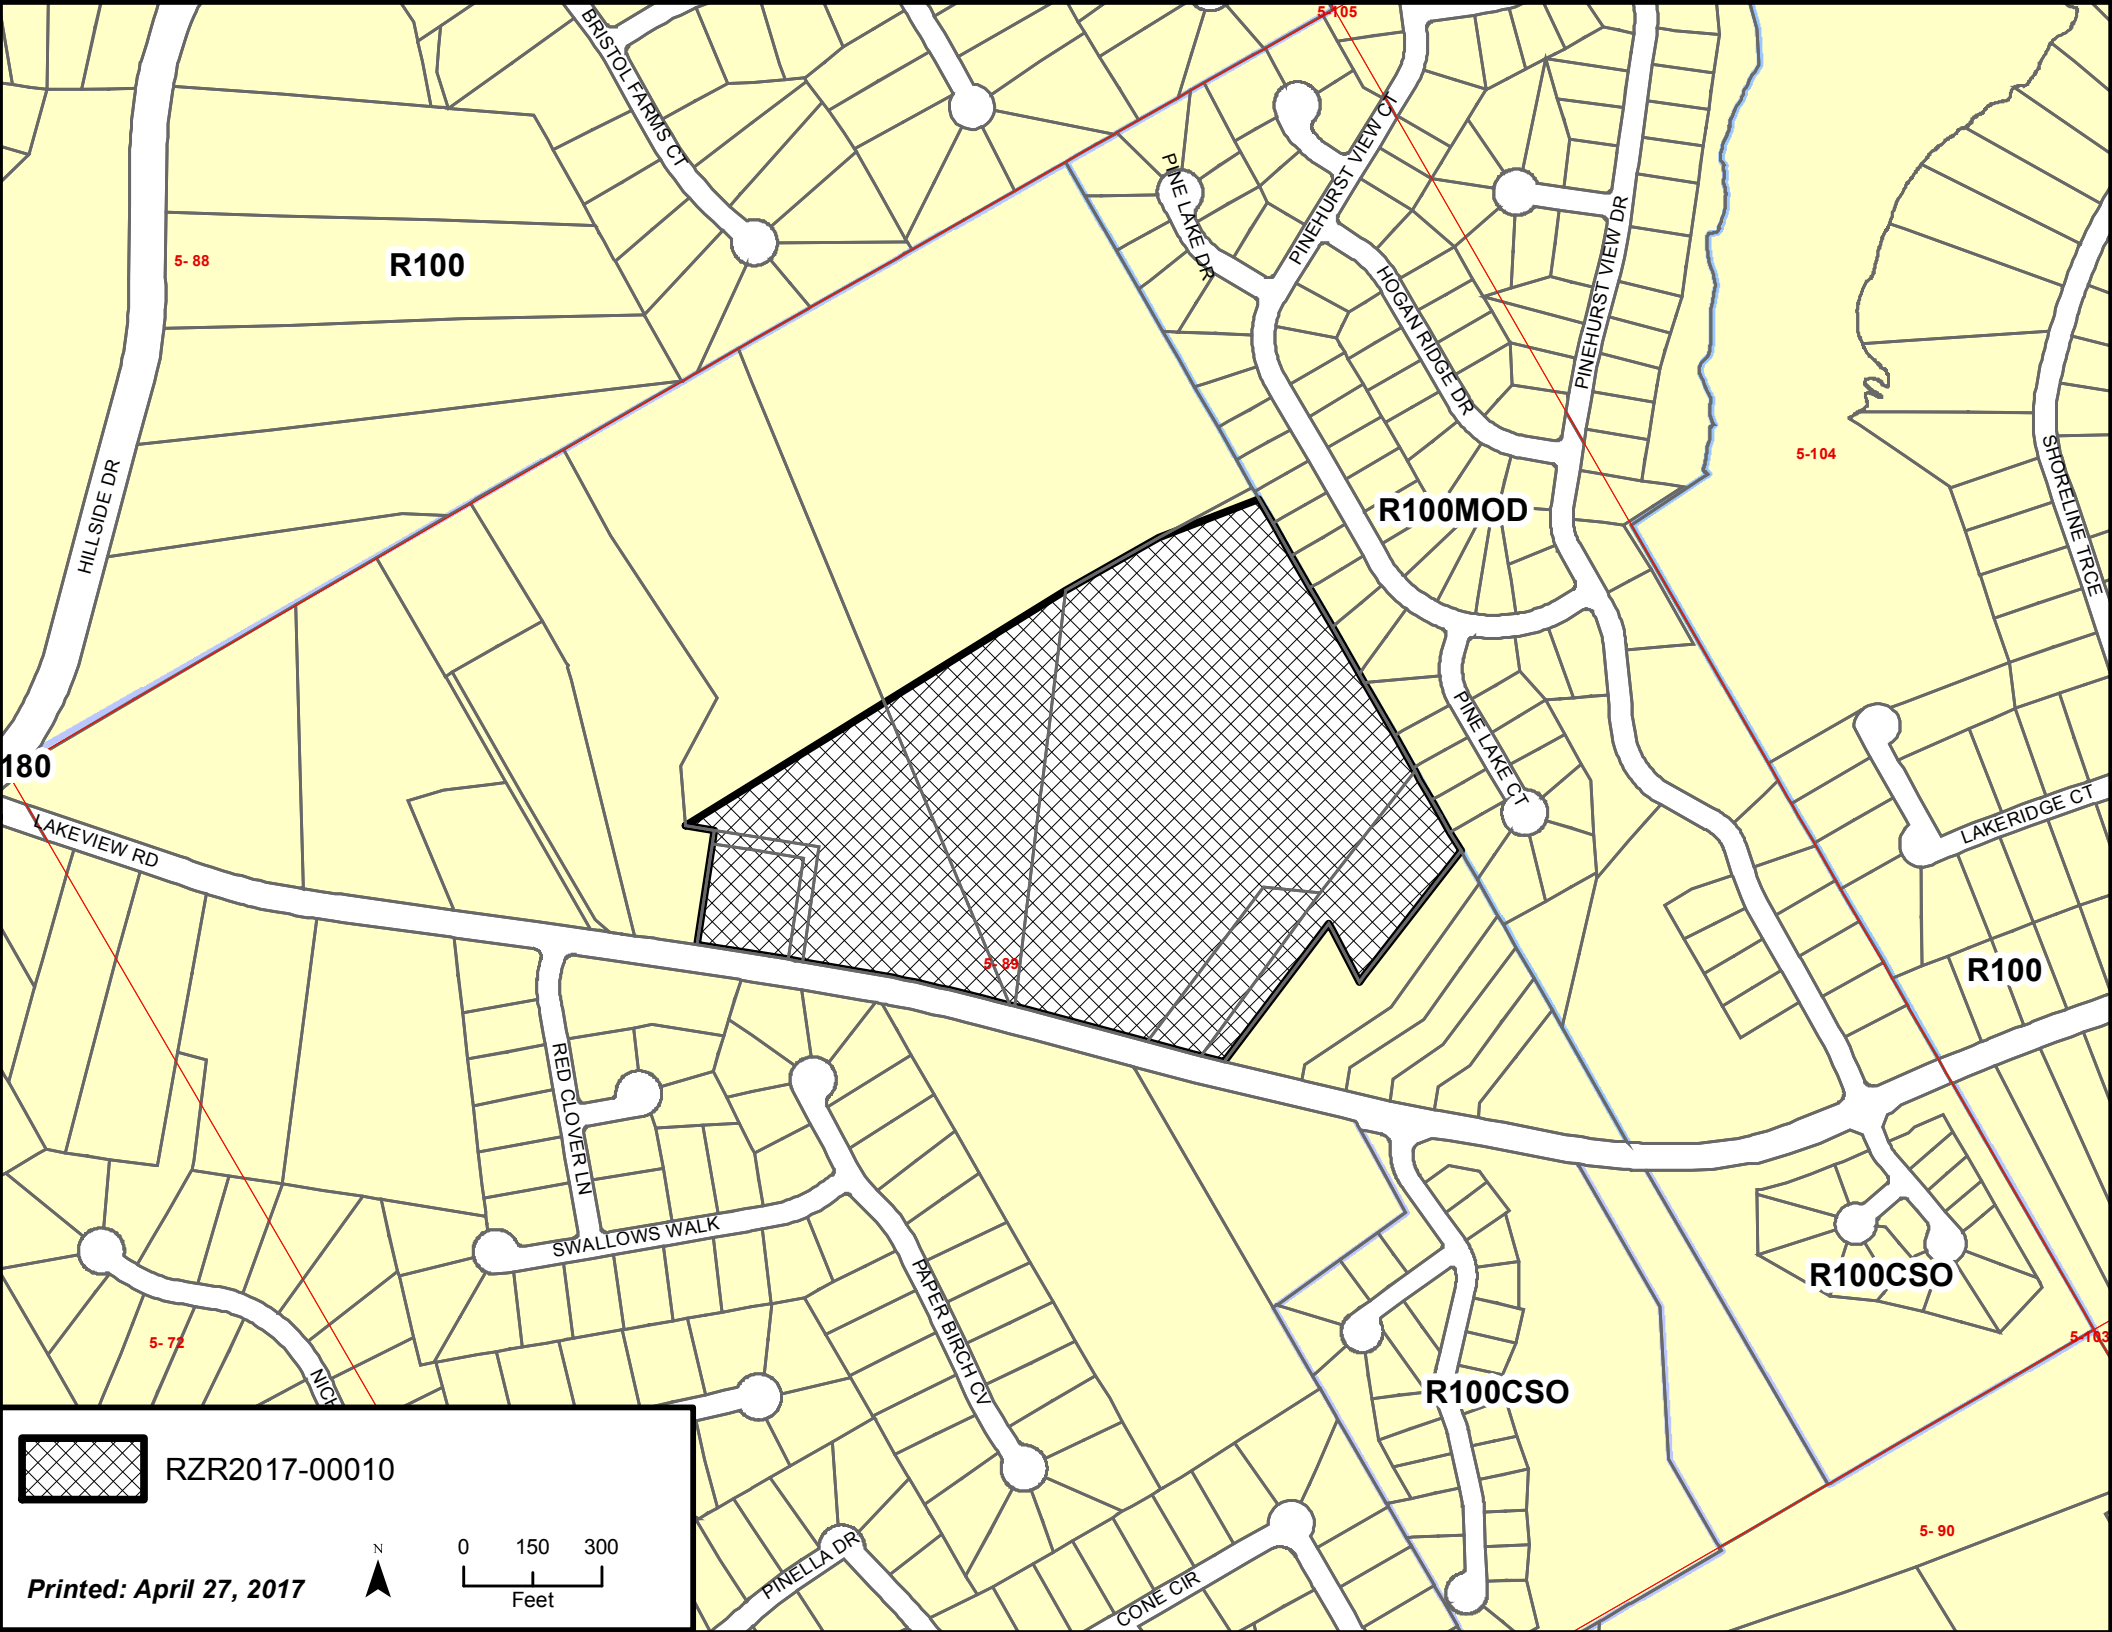 5-105
BRISTOL FARMS CT
PINEHURST VIEW CT
PINE LAKE DR
5- 88
R100
PINEHURST VIEW DR
HOGAN RIDGE DR
5-104
HILLSIDE DR
SHORELINE TRCE
R100MOD
180
PINE LAKE CT
LAKEVIEW RD
LAKERIDGE CT
5- 89
R100
RED CLOVER LN
SWALLOWS WALK
R100CSO
PAPER BIRCH CV
5- 72
5-103
NICH
R100CSO
RZR2017-00010
5- 90
N
0 150 300
Feet
Printed: April 27, 2017
PINELLA DR
CONE CIR